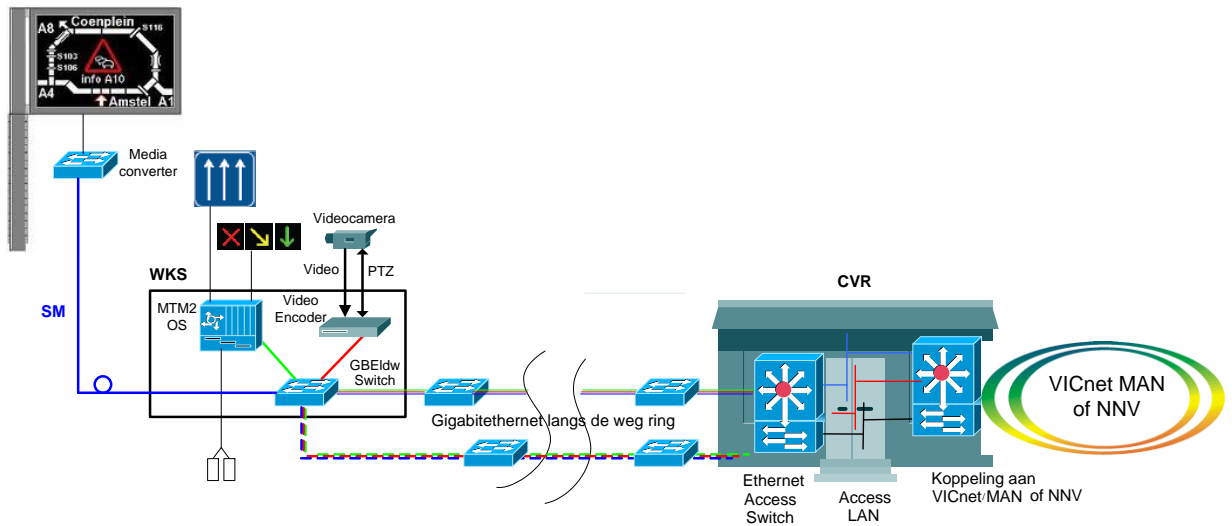 A8
Coenplein
S116
S103
S106
info A10
A4
Amstel
A1
Media
converter
Videocamera
Video
PTZ
WKS
CVR
SM
MTM2
OS
Video
Encoder
GBEldw
Switch
VICnet MAN
of NNV
Gigabitethernet langs de weg ring
Ethernet
Access
Switch
Access
LAN
Koppeling aan
VICnet/MAN of NNV